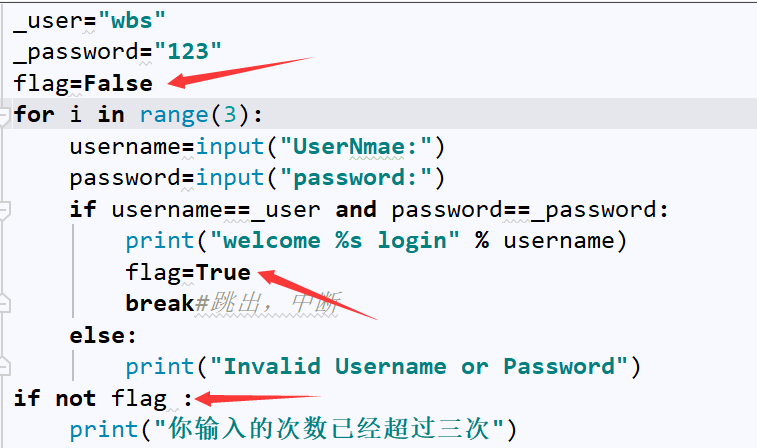 _user="wbs"
_password="123"
flag=False
for i in range(3):
    username=input("UserNmae:")
    password=input("password:")
    if username==_user and password==_password:
        print("welcome %s login" % username)
        flag=True
        break#跳出，中断
    else:
        print("Invalid Username or Password")
if not flag :
    print("你输入的次数已经超过三次")